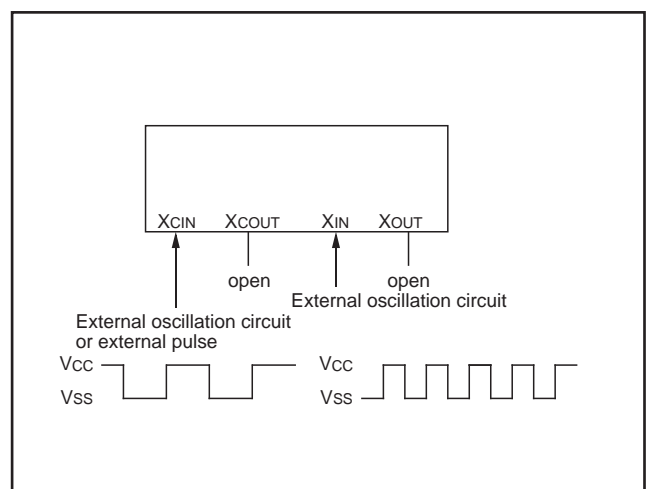 XCIN XCOUT XIN XOUT
open open
External oscillation circuit
External oscillation circuit
or external pulse
VCC VCC
VSS VSS